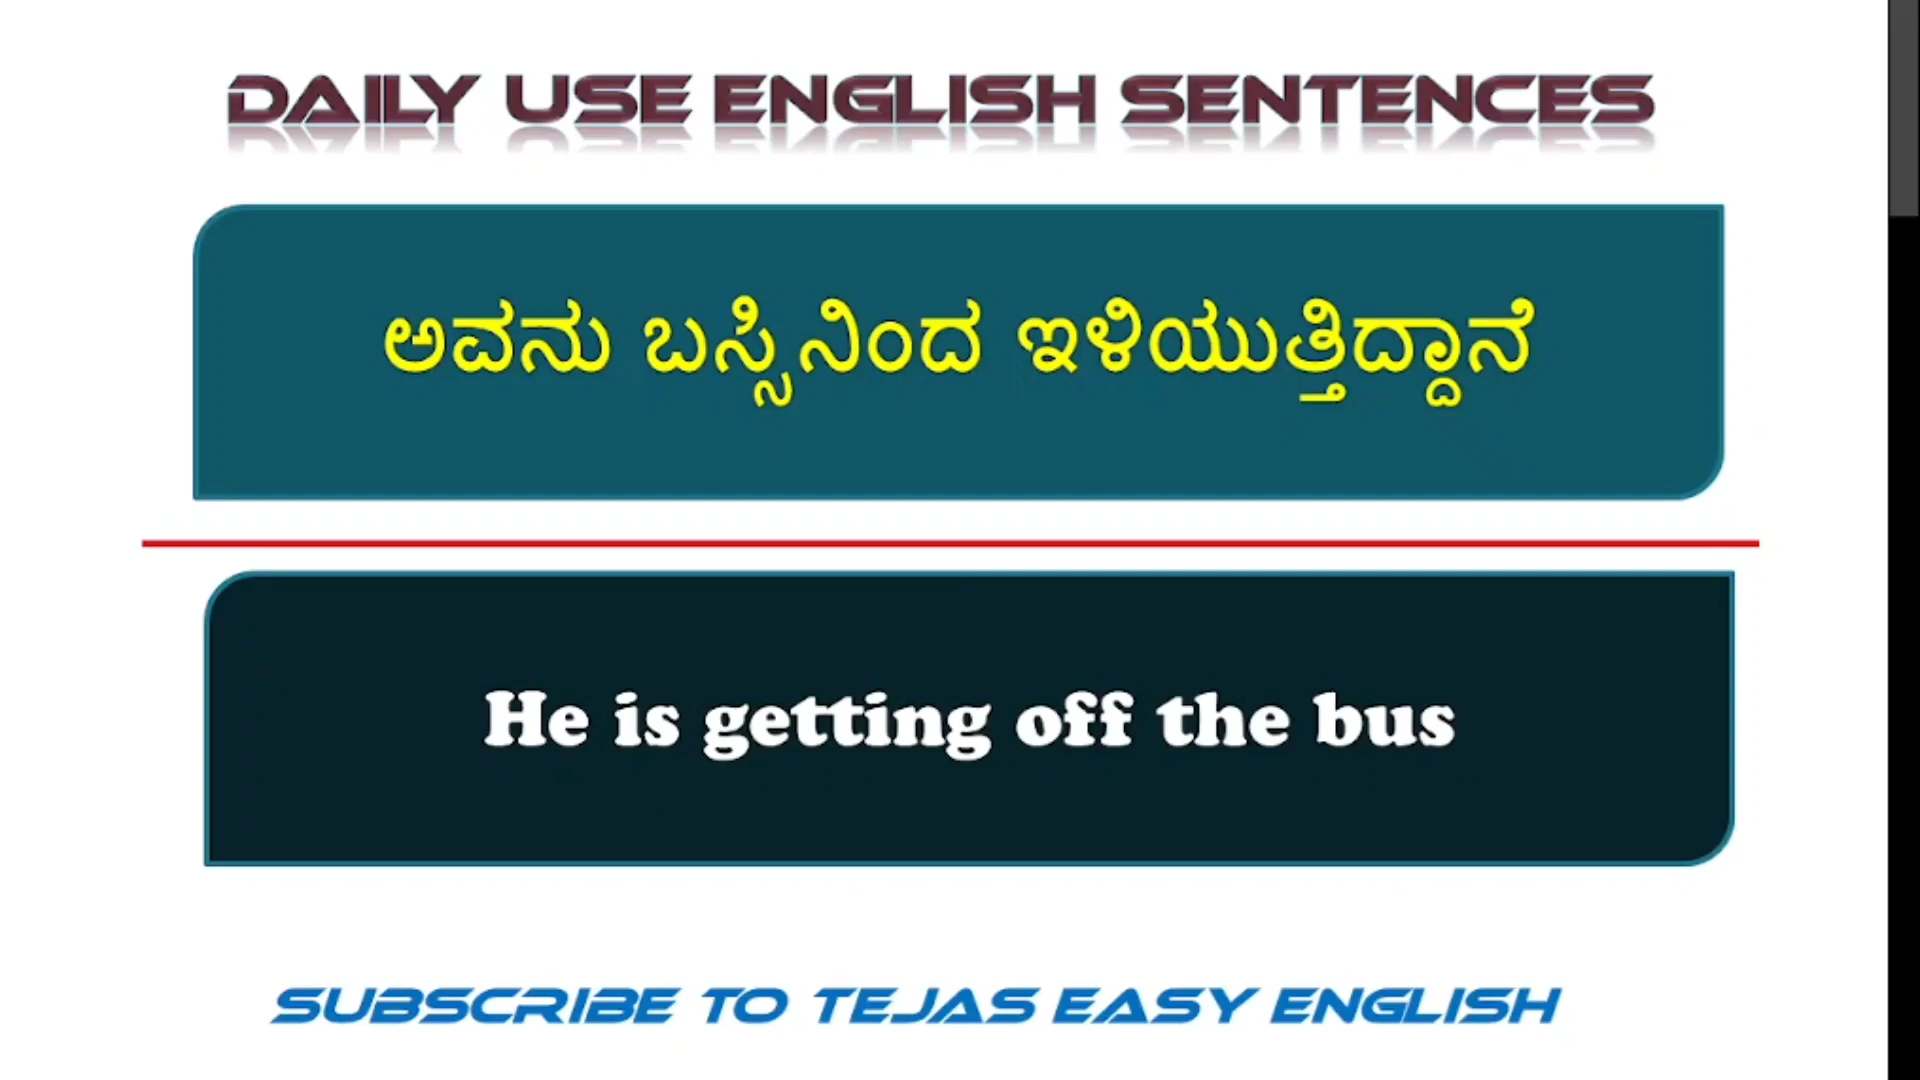 DAILY USE ENGLISH SENTENCES
ಅವನು ಬಸ್ಸಿನಿಂದ ಇಳಿಯುತ್ತಿದ್ದಾನೆ
He is getting off the bus
SUBSCRIBE TO TEJAS EASY ENGLISH